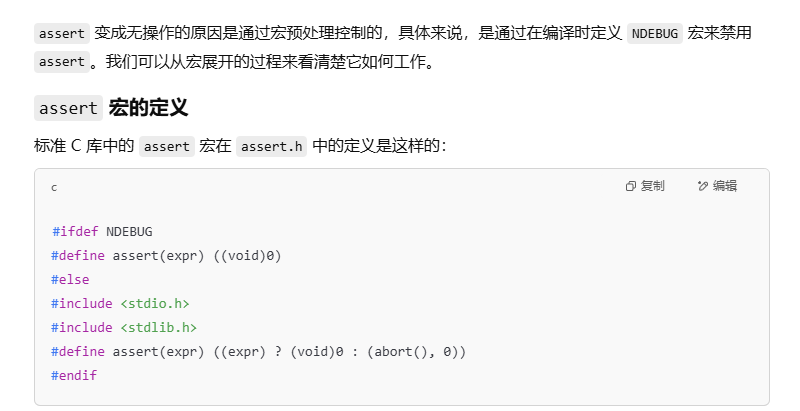 assert 变成无操作的原因是通过宏预处理控制的，具体来说，是通过在编译时定义 NDEBUG 宏来禁用
assert。我们可以从宏展开的过程来看清楚它如何工作。
assert 宏的定义
标准 C 库中的 assert 宏在 assert.h 中的定义是这样的：
c 复制 编辑
#ifdef NDEBUG
#define assert(expr) ((void)0)
#else
#include <stdio.h>
#include <stdlib.h>
#define assert(expr) ((expr) ? (void)0 : (abort(), 0))
#endif